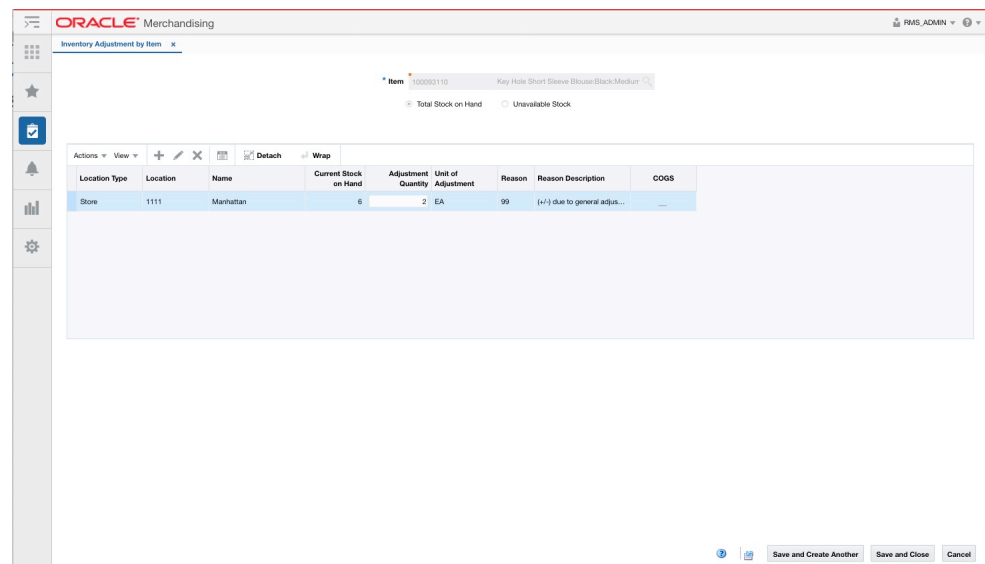 ORACLE® Merchandising
RMS_ADMIN
Inventory Adjustment by Item x
* Item 100092110 Key Hole Short Sleeve Blouse:Black:Medium
Total Stock on Hand Unavailable Stock
Actions View Detach Wrap
Location Type Location Name Current Stock on Hand Adjustment Quantity Unit of Adjustment Reason Reason Description COGS
Store 1111 Manhattan 6 2 EA 99 (+/-) due to general adjus... __
Save and Create Another Save and Close Cancel